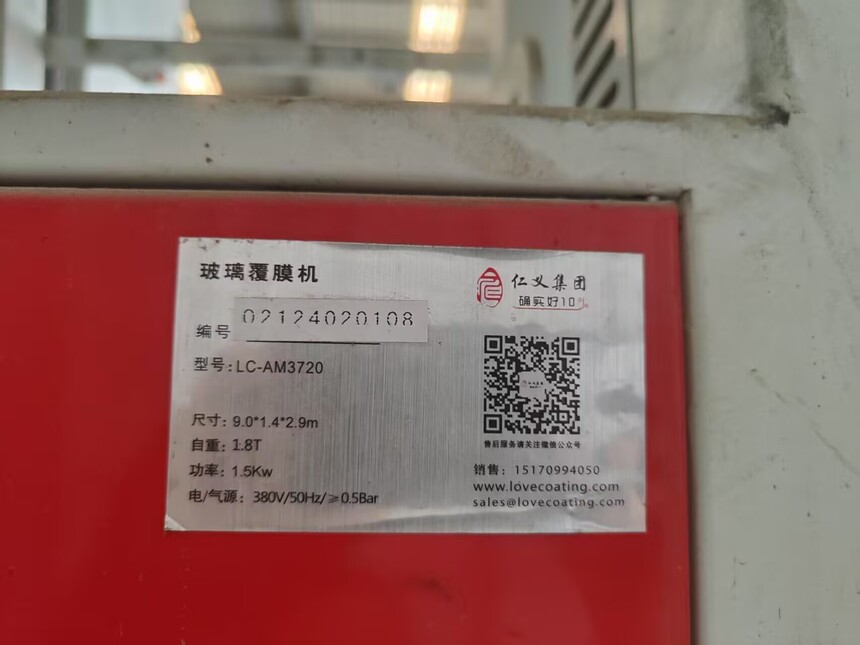 玻璃覆膜机
仁义集团
确实好10倍
编号 02124020108
型号: LC-AM3720
尺寸: 9.0*1.4*2.9m
自重: 1.8T
功率: 1.5Kw
电/气源: 380V/50Hz/≥0.5Bar
售后服务请关注微信公众号
销售: 15170994050
www.lovecoating.com
sales@lovecoating.com